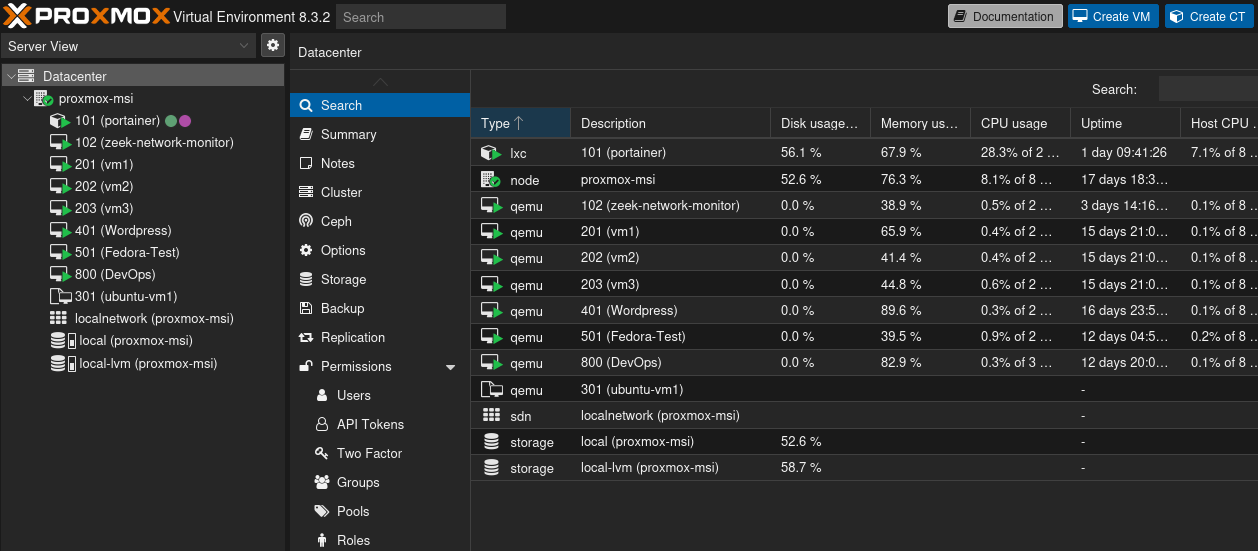 PROXMOX Virtual Environment 8.3.2 Search Documentation Create VM Create CT
Server View
Datacenter
proxmox-msi
101 (portainer)
102 (zeek-network-monitor)
201 (vm1)
202 (vm2)
203 (vm3)
401 (Wordpress)
501 (Fedora-Test)
800 (DevOps)
301 (ubuntu-vm1)
localnetwork (proxmox-msi)
local (proxmox-msi)
local-lvm (proxmox-msi)
Datacenter
Search
Summary
Notes
Cluster
Ceph
Options
Storage
Backup
Replication
Permissions
Users
API Tokens
Two Factor
Groups
Pools
Roles
Search:
Type Description Disk usage... Memory us... CPU usage Uptime Host CPU ..
lxc 101 (portainer) 56.1 % 67.9 % 28.3% of 2 ... 1 day 09:41:26 7.1% of 8 ..
node proxmox-msi 52.6 % 76.3 % 8.1% of 8 ... 17 days 18:3...
qemu 102 (zeek-network-monitor) 0.0 % 38.9 % 0.5% of 2 ... 3 days 14:16... 0.1% of 8 ..
qemu 201 (vm1) 0.0 % 65.9 % 0.4% of 2 ... 15 days 21:0... 0.1% of 8 ..
qemu 202 (vm2) 0.0 % 41.4 % 0.4% of 2 ... 15 days 21:0... 0.1% of 8 ..
qemu 203 (vm3) 0.0 % 44.8 % 0.6% of 2 ... 15 days 21:0... 0.1% of 8 ..
qemu 401 (Wordpress) 0.0 % 89.6 % 0.3% of 2 ... 16 days 23:5... 0.1% of 8 ..
qemu 501 (Fedora-Test) 0.0 % 39.5 % 0.9% of 2 ... 12 days 04:5... 0.2% of 8 ..
qemu 800 (DevOps) 0.0 % 82.9 % 0.3% of 3 ... 12 days 20:0... 0.1% of 8 ..
qemu 301 (ubuntu-vm1) -
sdn localnetwork (proxmox-msi) -
storage local (proxmox-msi) 52.6 % -
storage local-lvm (proxmox-msi) 58.7 % -